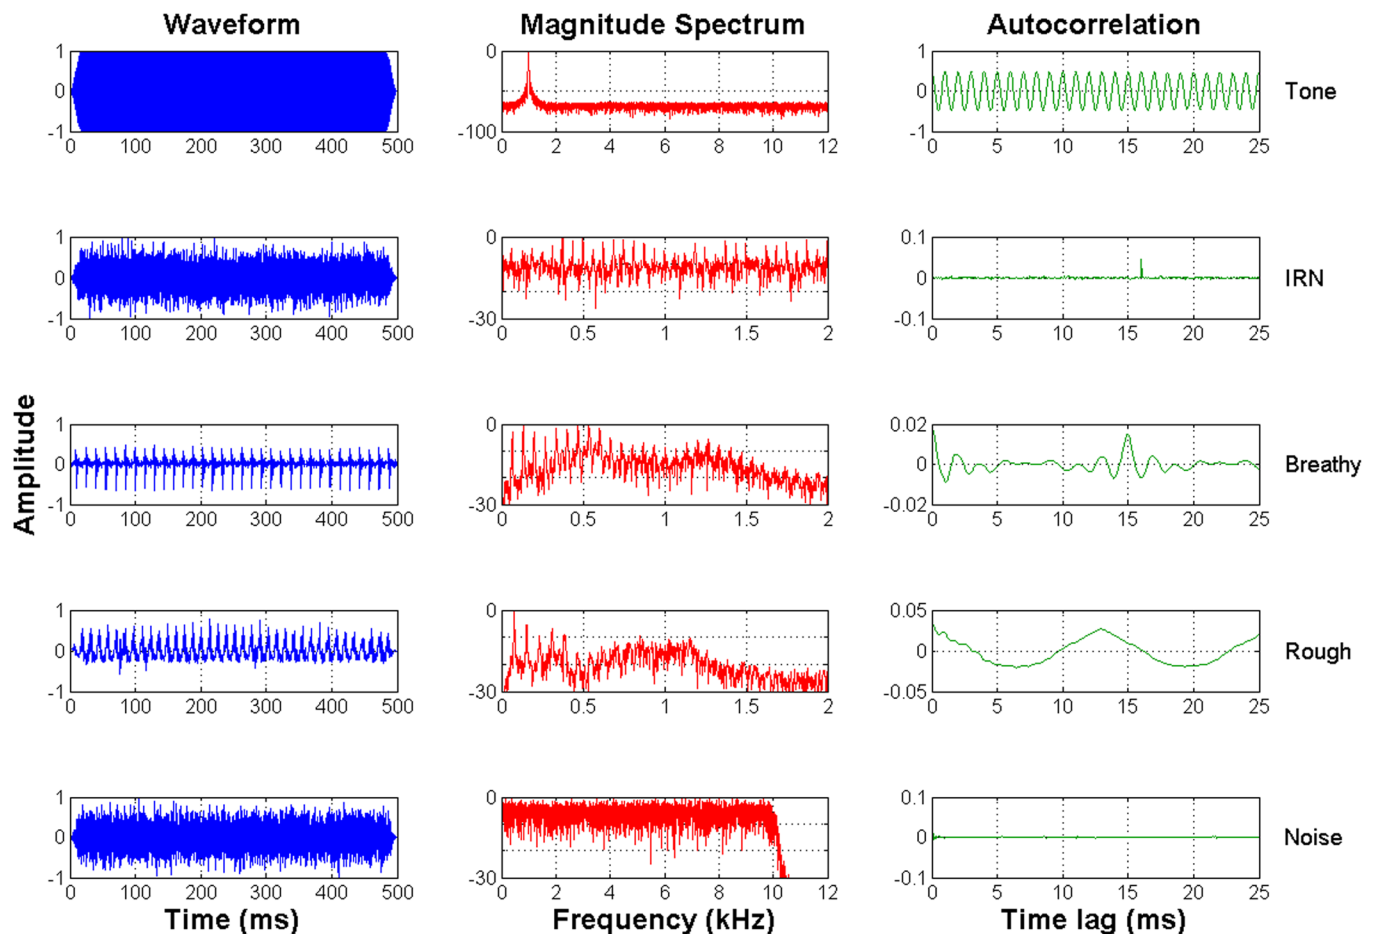 Waveform Magnitude Spectrum Autocorrelation
1 0 -1
0 100 200 300 400 500
0 -100
0 2 4 6 8 10 12
1 0 -1
0 5 10 15 20 25
Tone
1 0 -1
0 100 200 300 400 500
0 -30
0 0.5 1 1.5 2
0.1 0 -0.1
0 5 10 15 20 25
IRN
Amplitude
1 0 -1
0 100 200 300 400 500
0 -30
0 0.5 1 1.5 2
0.02 0 -0.02
0 5 10 15 20 25
Breathy
1 0 -1
0 100 200 300 400 500
0 -30
0 0.5 1 1.5 2
0.05 0 -0.05
0 5 10 15 20 25
Rough
1 0 -1
0 100 200 300 400 500
0 -30
0 2 4 6 8 10 12
0.1 0 -0.1
0 5 10 15 20 25
Noise
Time (ms) Frequency (kHz) Time lag (ms)